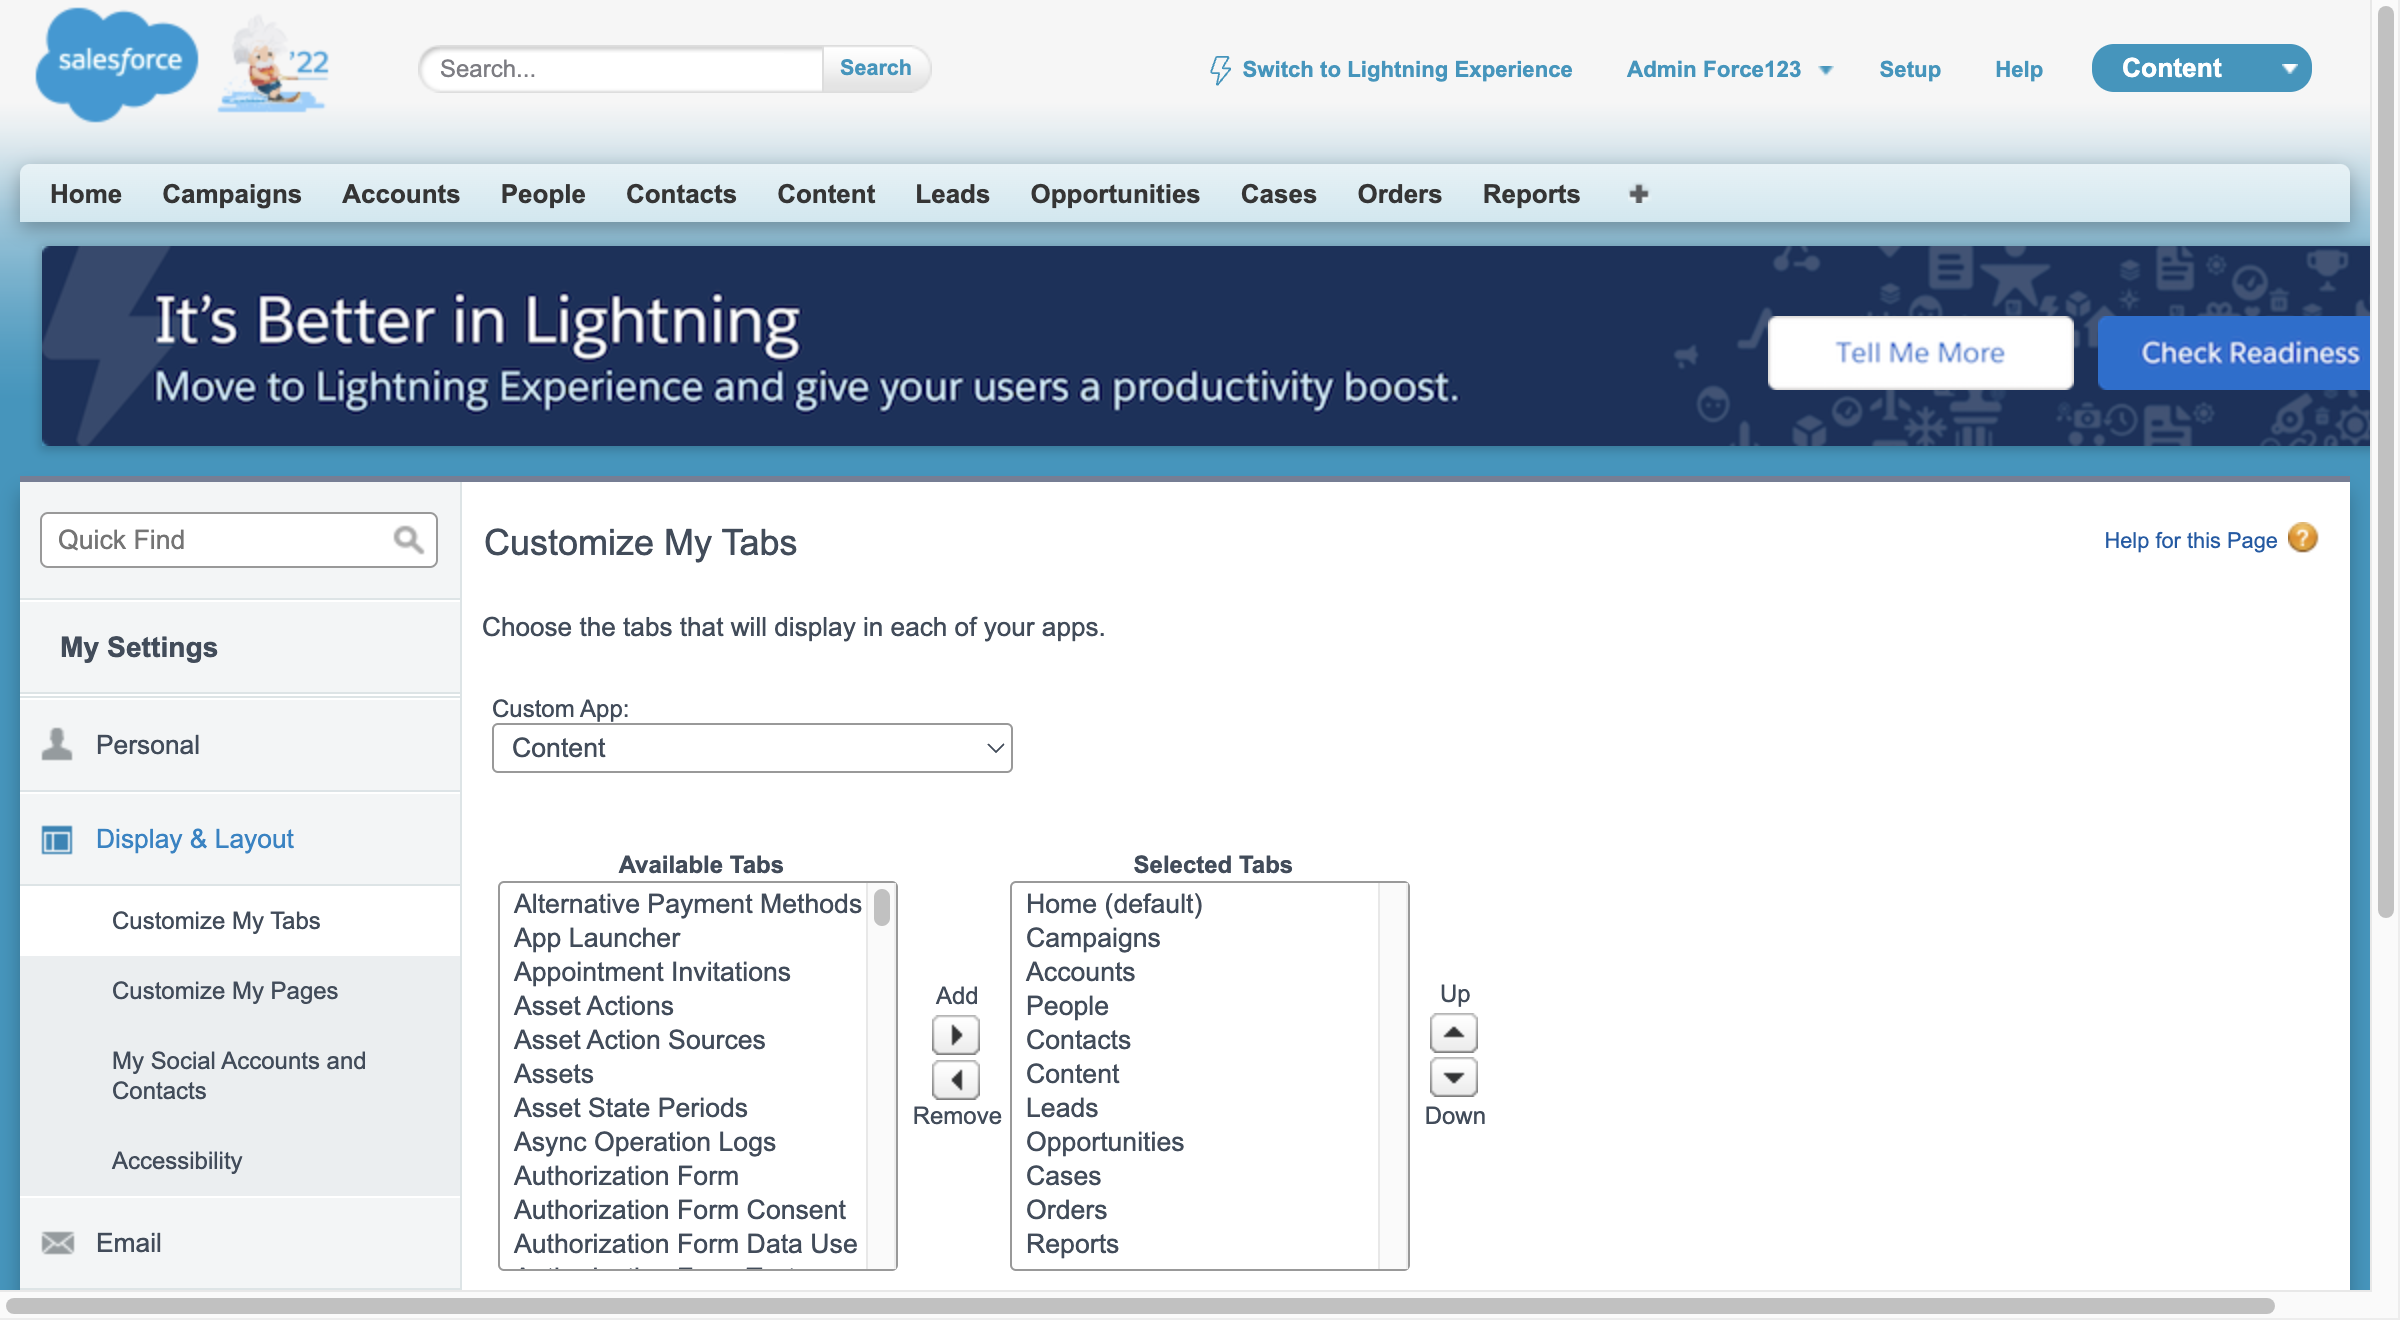 salesforce
'22
Search...
Search
Switch to Lightning Experience
Admin Force123
Setup
Help
Content
Home
Campaigns
Accounts
People
Contacts
Content
Leads
Opportunities
Cases
Orders
Reports
It's Better in Lightning
Move to Lightning Experience and give your users a productivity boost.
Tell Me More
Check Readiness
Quick Find
My Settings
Personal
Display & Layout
Customize My Tabs
Customize My Pages
My Social Accounts and
Contacts
Accessibility
Email
Customize My Tabs
Help for this Page
Choose the tabs that will display in each of your apps.
Custom App:
Content
Available Tabs
Alternative Payment Methods
App Launcher
Appointment Invitations
Asset Actions
Asset Action Sources
Assets
Asset State Periods
Async Operation Logs
Authorization Form
Authorization Form Consent
Authorization Form Data Use
Add
Remove
Selected Tabs
Home (default)
Campaigns
Accounts
People
Contacts
Content
Leads
Opportunities
Cases
Orders
Reports
Up
Down